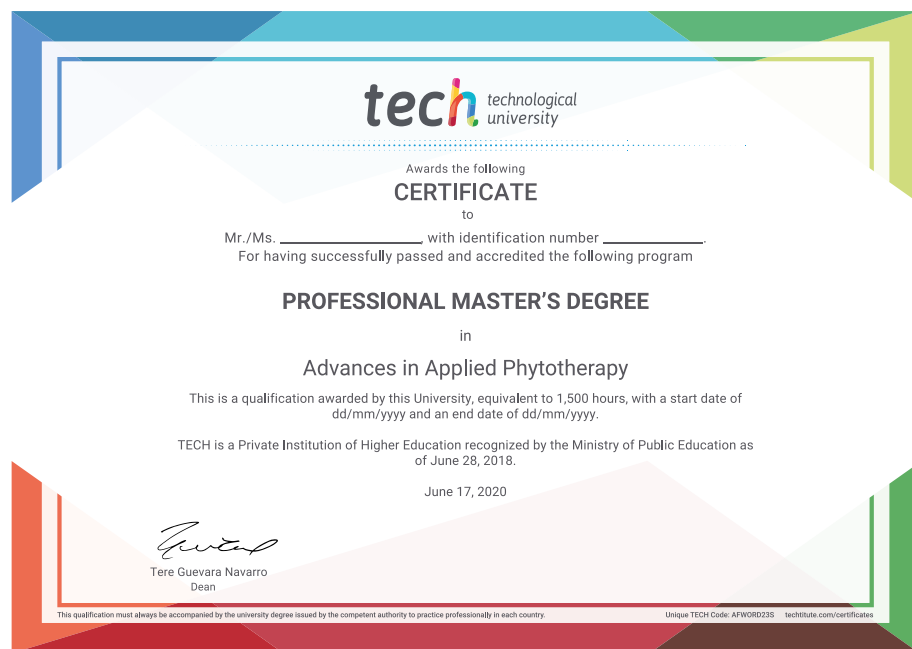 tech technological
university
Awards the following
CERTIFICATE
to
Mr./Ms. ____________________, with identification number ______________.
For having successfully passed and accredited the following program
PROFESSIONAL MASTER'S DEGREE
in
Advances in Applied Phytotherapy
This is a qualification awarded by this University, equivalent to 1,500 hours, with a start date of
dd/mm/yyyy and an end date of dd/mm/yyyy.
TECH is a Private Institution of Higher Education recognized by the Ministry of Public Education as
of June 28, 2018.
June 17, 2020
Tere Guevara Navarro
Dean
This qualification must always be accompanied by the university degree issued by the competent authority to practice professionally in each country.
Unique TECH Code: AFWORD23S techtitute.com/certificates